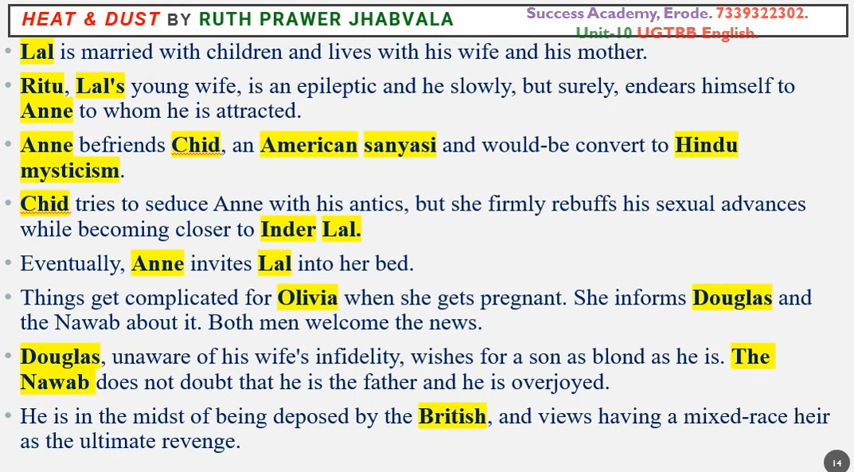 HEAT & DUST BY RUTH PRAWER JHABVALA
Success Academy, Erode. 7339322302.
Unit-10 UGTRB English.
• Lal is married with children and lives with his wife and his mother.
• Ritu, Lal's young wife, is an epileptic and he slowly, but surely, endears himself to
Anne to whom he is attracted.
• Anne befriends Chid, an American sanyasi and would-be convert to Hindu
mysticism.
• Chid tries to seduce Anne with his antics, but she firmly rebuffs his sexual advances
while becoming closer to Inder Lal.
• Eventually, Anne invites Lal into her bed.
• Things get complicated for Olivia when she gets pregnant. She informs Douglas and
the Nawab about it. Both men welcome the news.
• Douglas, unaware of his wife's infidelity, wishes for a son as blond as he is. The
Nawab does not doubt that he is the father and he is overjoyed.
• He is in the midst of being deposed by the British, and views having a mixed-race heir
as the ultimate revenge.
14